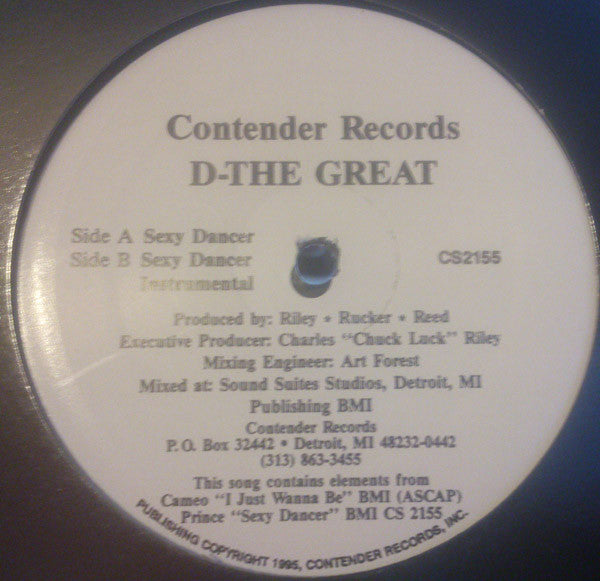 Contender Records
D-THE GREAT
Side A Sexy Dancer
Side B Sexy Dancer
Instrumental
CS2155
Produced by: Riley * Rucker * Reed
Executive Producer: Charles "Chuck Luck" Riley
Mixing Engineer: Art Forest
Mixed at: Sound Suites Studios, Detroit, MI
Publishing BMI
Contender Records
P.O. Box 32442 • Detroit, MI 48232-0442
(313) 863-3455
This song contains elements from
Cameo "I Just Wanna Be" BMI (ASCAP)
Prince "Sexy Dancer" BMI CS 2155
PUBLISHING COPYRIGHT 1995, CONTENDER RECORDS, INC.